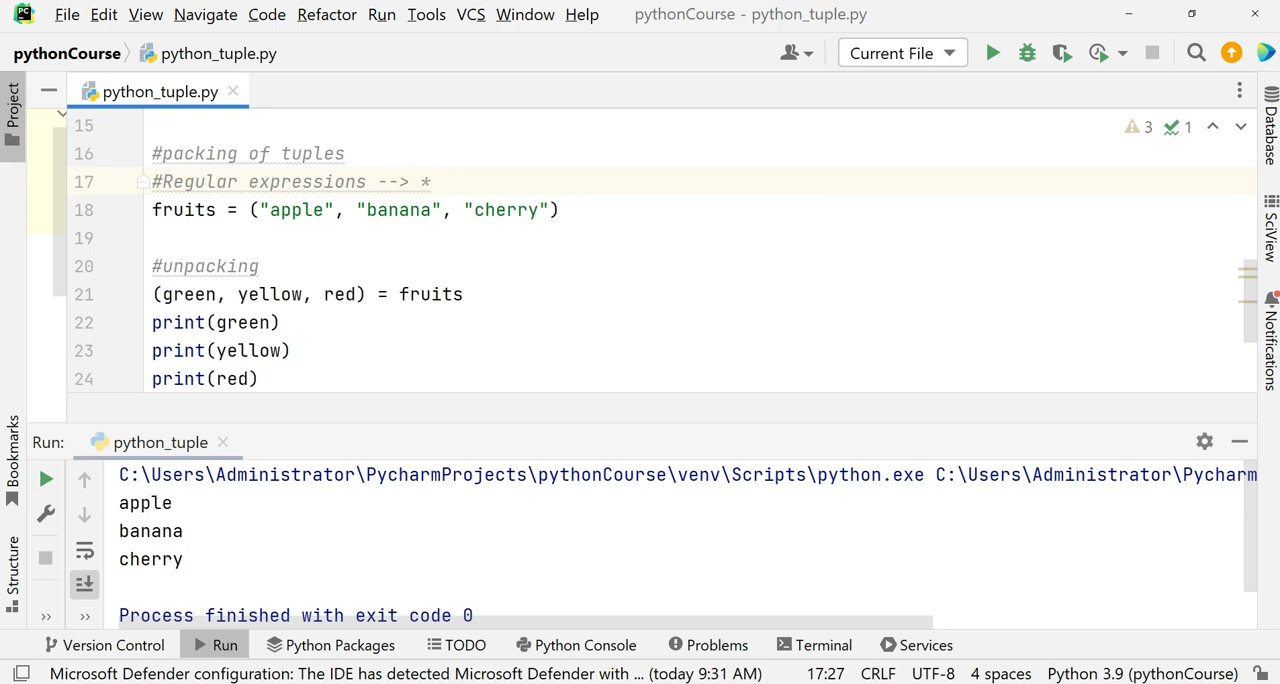 PC File Edit View Navigate Code Refactor Run Tools VCS Window Help pythonCourse - python_tuple.py
pythonCourse python_tuple.py Current File
Project
python_tuple.py
15
3 1
16 #packing of tuples
17 #Regular expressions --> *
18 fruits = ("apple", "banana", "cherry")
19
20 #unpacking
21 (green, yellow, red) = fruits
22 print(green)
23 print(yellow)
24 print(red)
Database
SciView
Notifications
Bookmarks
Structure
Run: python_tuple
C:\Users\Administrator\PycharmProjects\pythonCourse\venv\Scripts\python.exe C:\Users\Administrator\Pycharm
apple
banana
cherry
Process finished with exit code 0
Version Control Run Python Packages TODO Python Console Problems Terminal Services
Microsoft Defender configuration: The IDE has detected Microsoft Defender with ... (today 9:31 AM) 17:27 CRLF UTF-8 4 spaces Python 3.9 (pythonCourse)